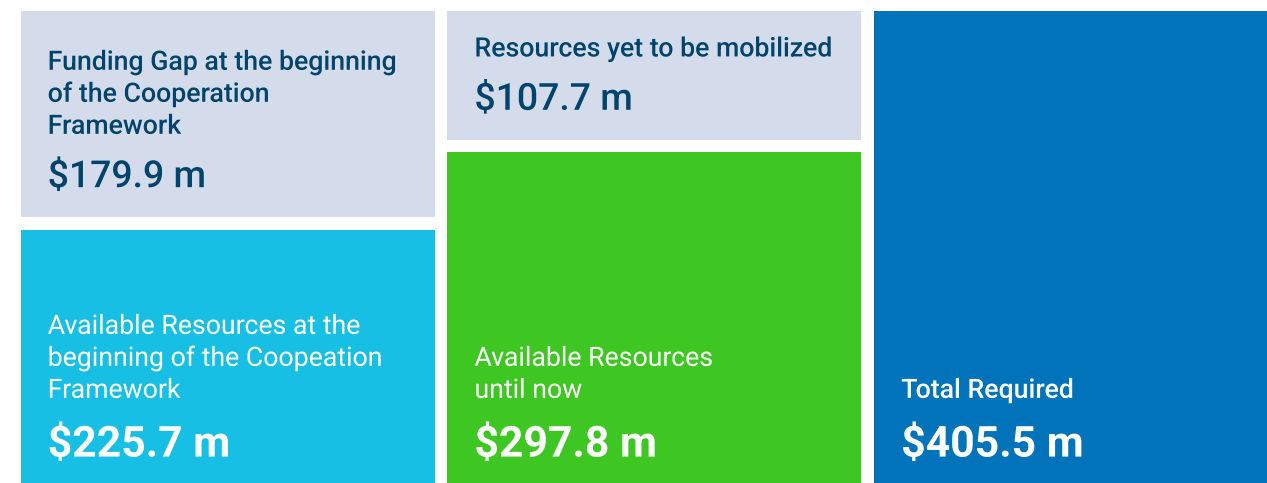 Funding Gap at the beginning
of the Cooperation
Framework
$179.9 m
Available Resources at the
beginning of the Coopeation
Framework
$225.7 m
Resources yet to be mobilized
$107.7 m
Available Resources
until now
$297.8 m
Total Required
$405.5 m